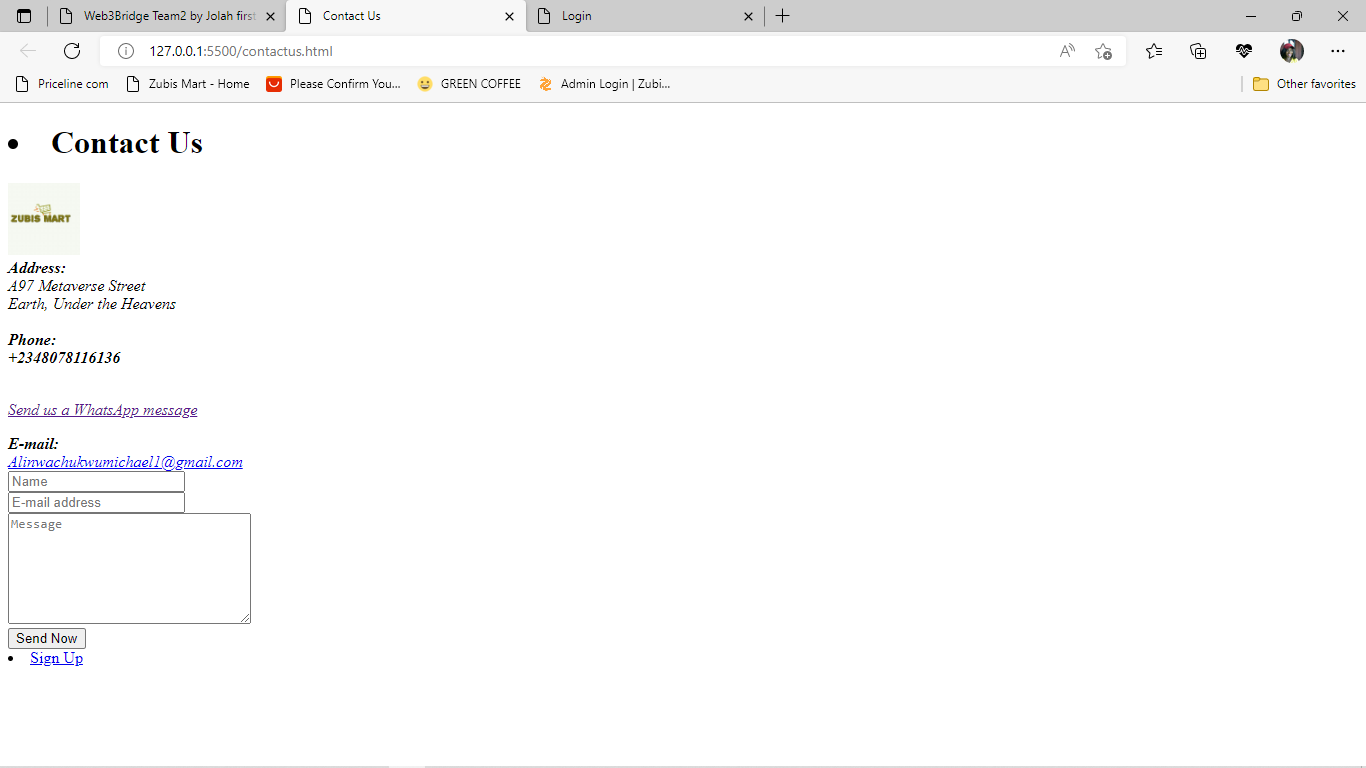 Web3Bridge Team2 by Jolah first
Contact Us
Login
127.0.0.1:5500/contactus.html
Priceline com
Zubis Mart - Home
Please Confirm You...
GREEN COFFEE
Admin Login | Zubi...
Other favorites
Contact Us
ZUBIS MART
Address:
A97 Metaverse Street
Earth, Under the Heavens
Phone:
+2348078116136
Send us a WhatsApp message
E-mail:
Alinwachukwumichael1@gmail.com
Name
E-mail address
Message
Send Now
Sign Up